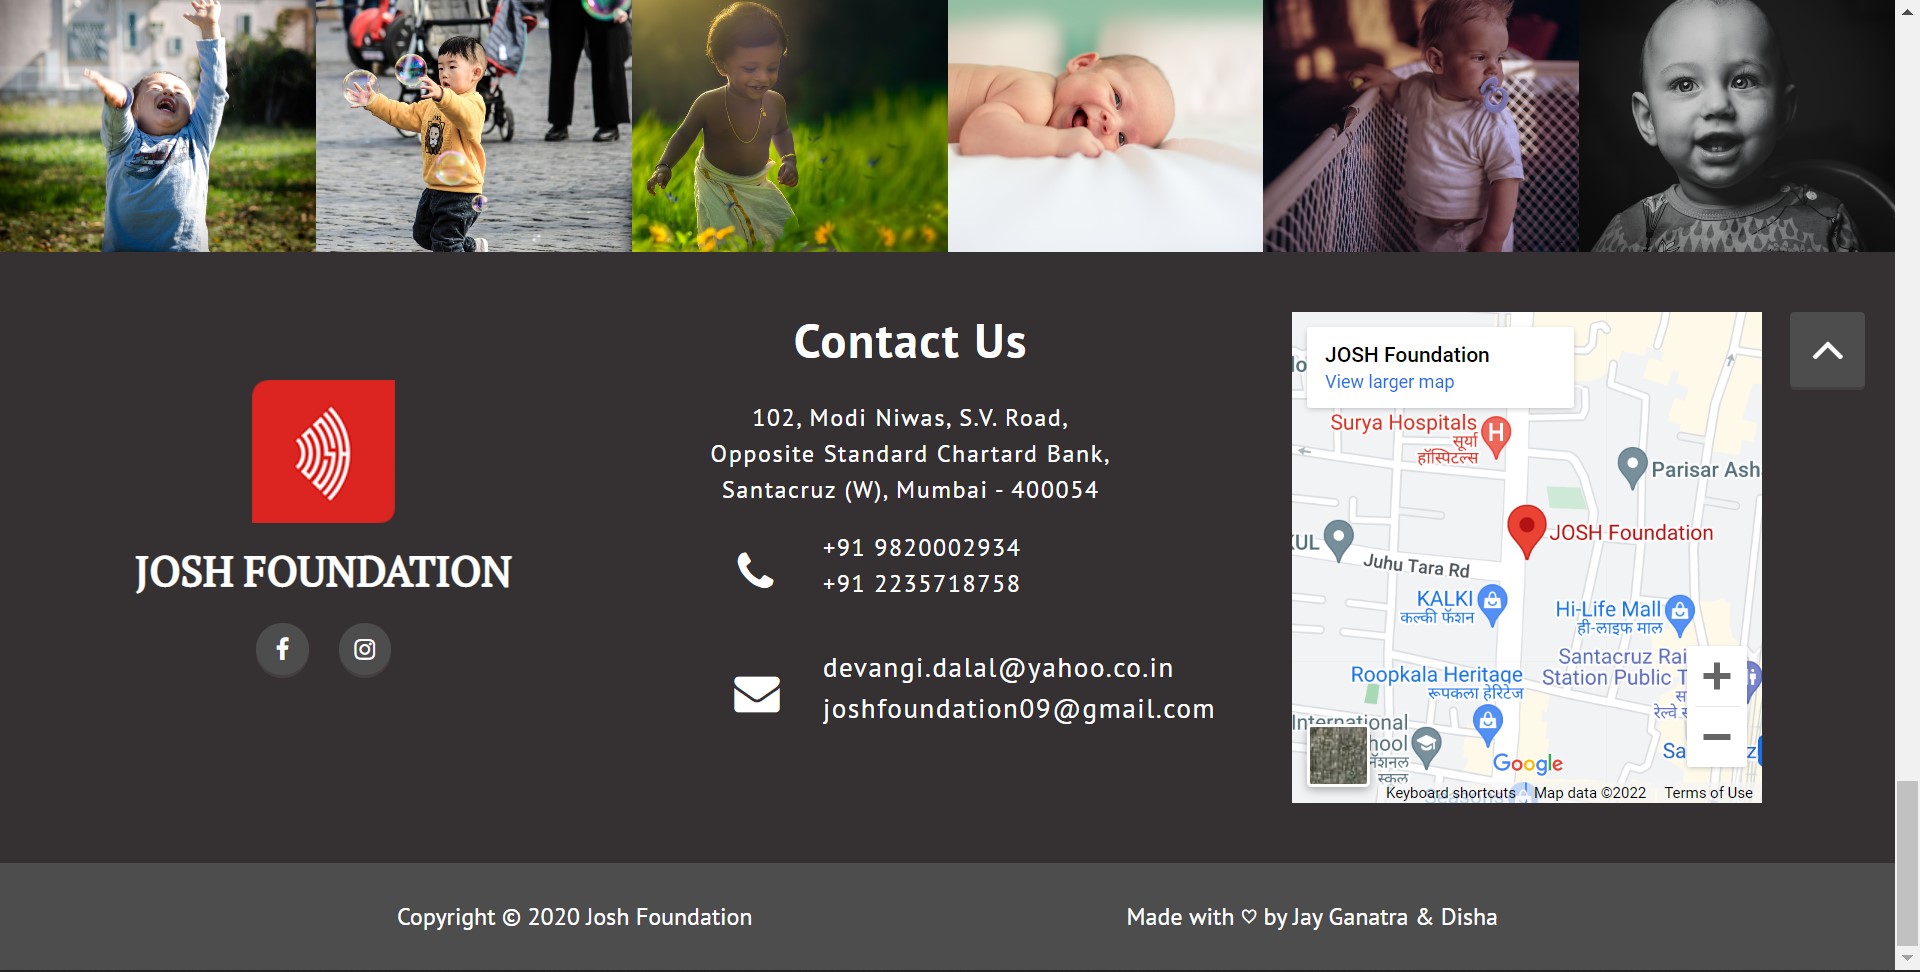 JOSH FOUNDATION
Contact Us
102, Modi Niwas, S.V. Road,
Opposite Standard Chartard Bank,
Santacruz (W), Mumbai - 400054
+91 9820002934
+91 2235718758
devangi.dalal@yahoo.co.in
joshfoundation09@gmail.com
JOSH Foundation
View larger map
Surya Hospitals
सूर्या
हॉस्पिटल्स
Parisar Ash
JOSH Foundation
KUL
Juhu Tara Rd
KALKI
कल्की फॅशन
Hi-Life Mall
ही-लाइफ माल
Santacruz Rai
Station Public T
रेल्वे स
Roopkala Heritage
रूपकला हेरिटेज
International
hool
नॅशनल
स्कूल
Sa
Google
Seasons
Keyboard shortcuts
Map data ©2022
Terms of Use
Copyright © 2020 Josh Foundation
Made with ♡ by Jay Ganatra & Disha